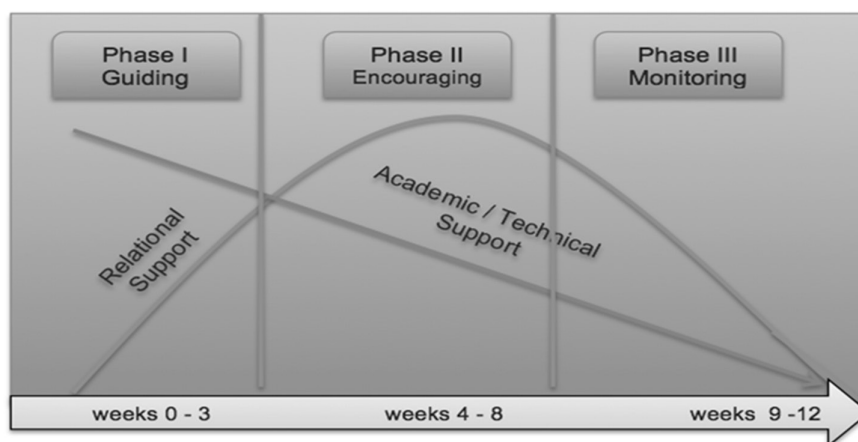 Phase I
Guiding
Phase II
Encouraging
Phase III
Monitoring
Relational
Support
Academic / Technical
Support
weeks 0 - 3
weeks 4 - 8
weeks 9 -12